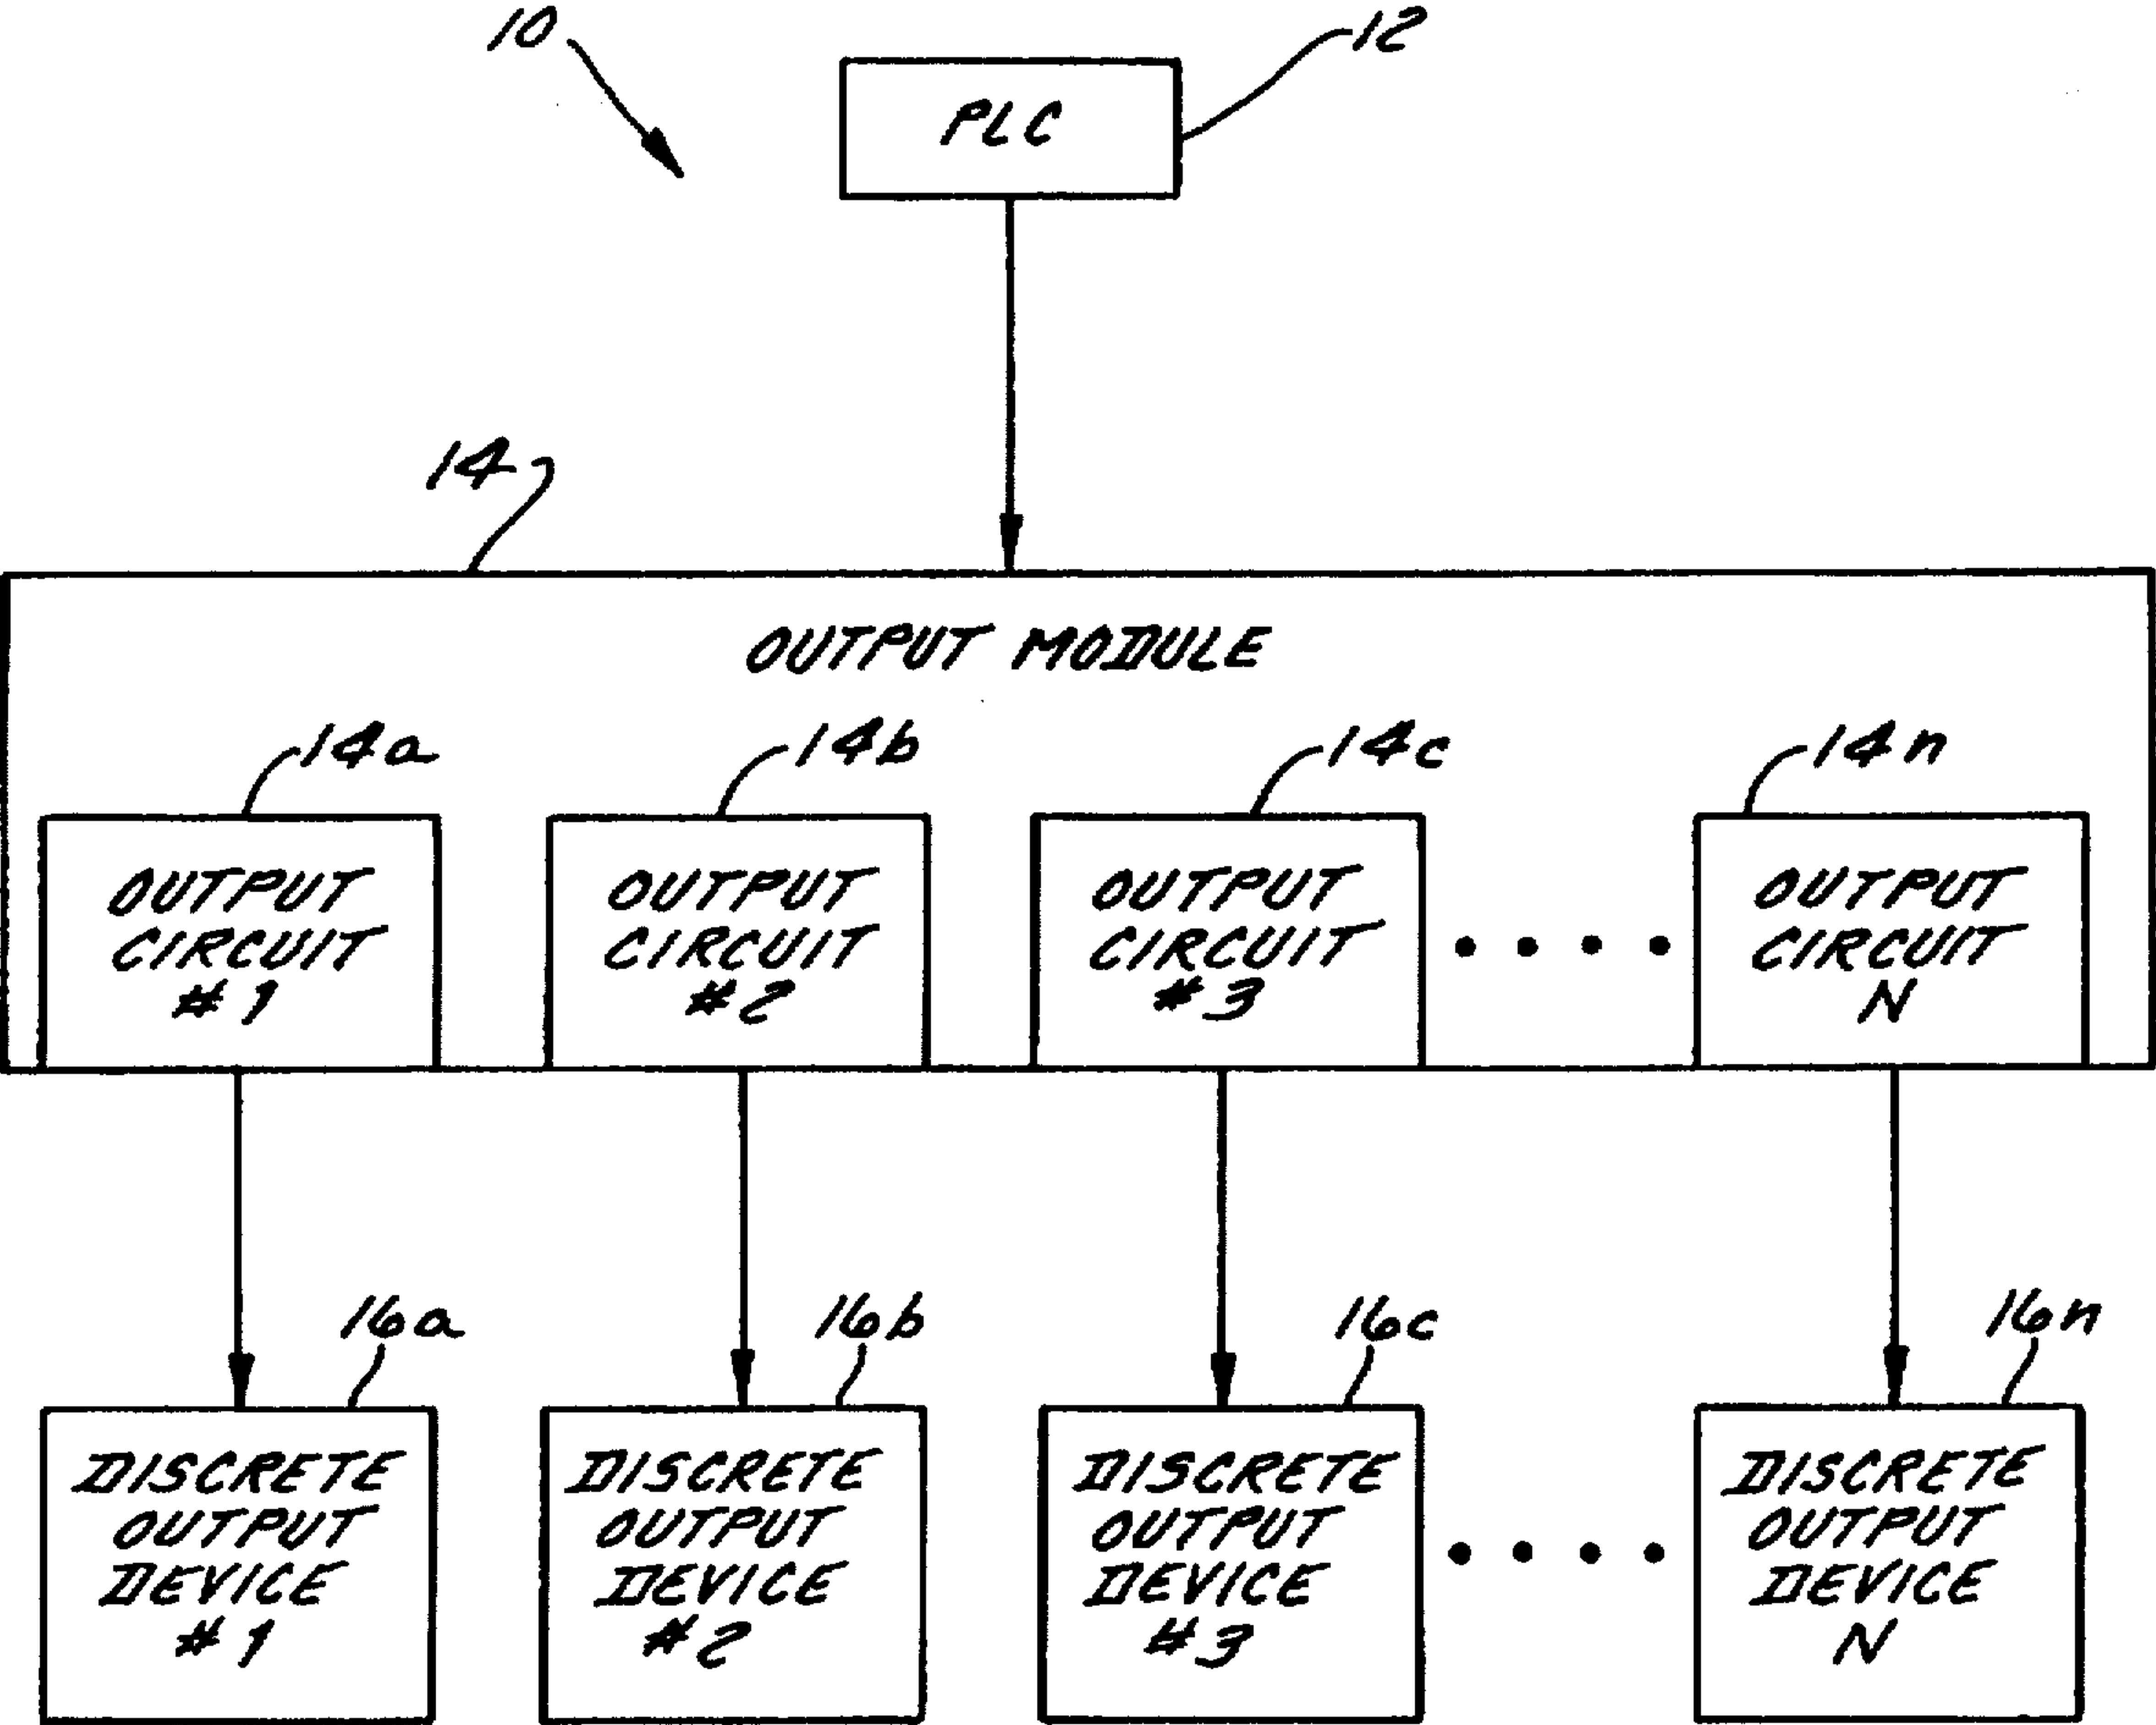 10
12
PLC
14
OUTPUT MODULE
14a
14b
14c
14n
OUTPUT
CIRCUIT
#1
OUTPUT
CIRCUIT
#2
OUTPUT
CIRCUIT
#3
OUTPUT
CIRCUIT
N
16a
16b
16c
16n
DISCRETE
OUTPUT
DEVICE
#1
DISCRETE
OUTPUT
DEVICE
#2
DISCRETE
OUTPUT
DEVICE
#3
DISCRETE
OUTPUT
DEVICE
N